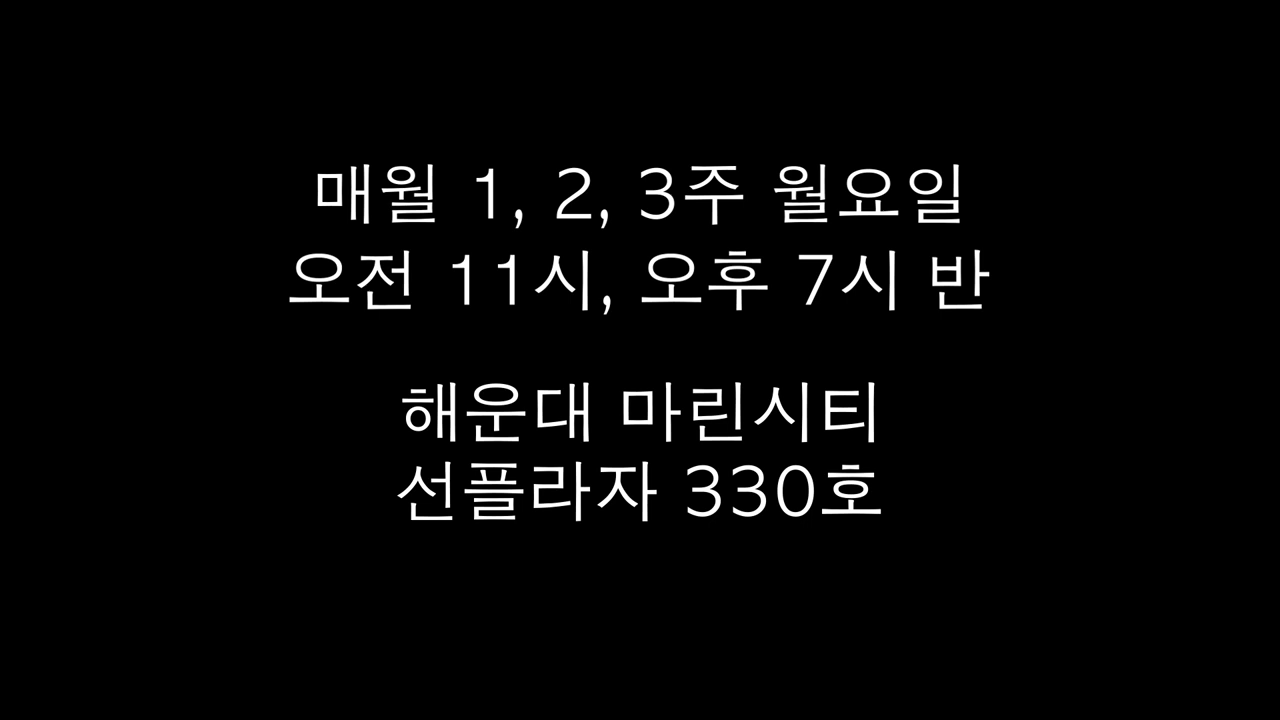 매월 1, 2, 3주 월요일
오전 11시, 오후 7시 반
해운대 마린시티
선플라자 330호